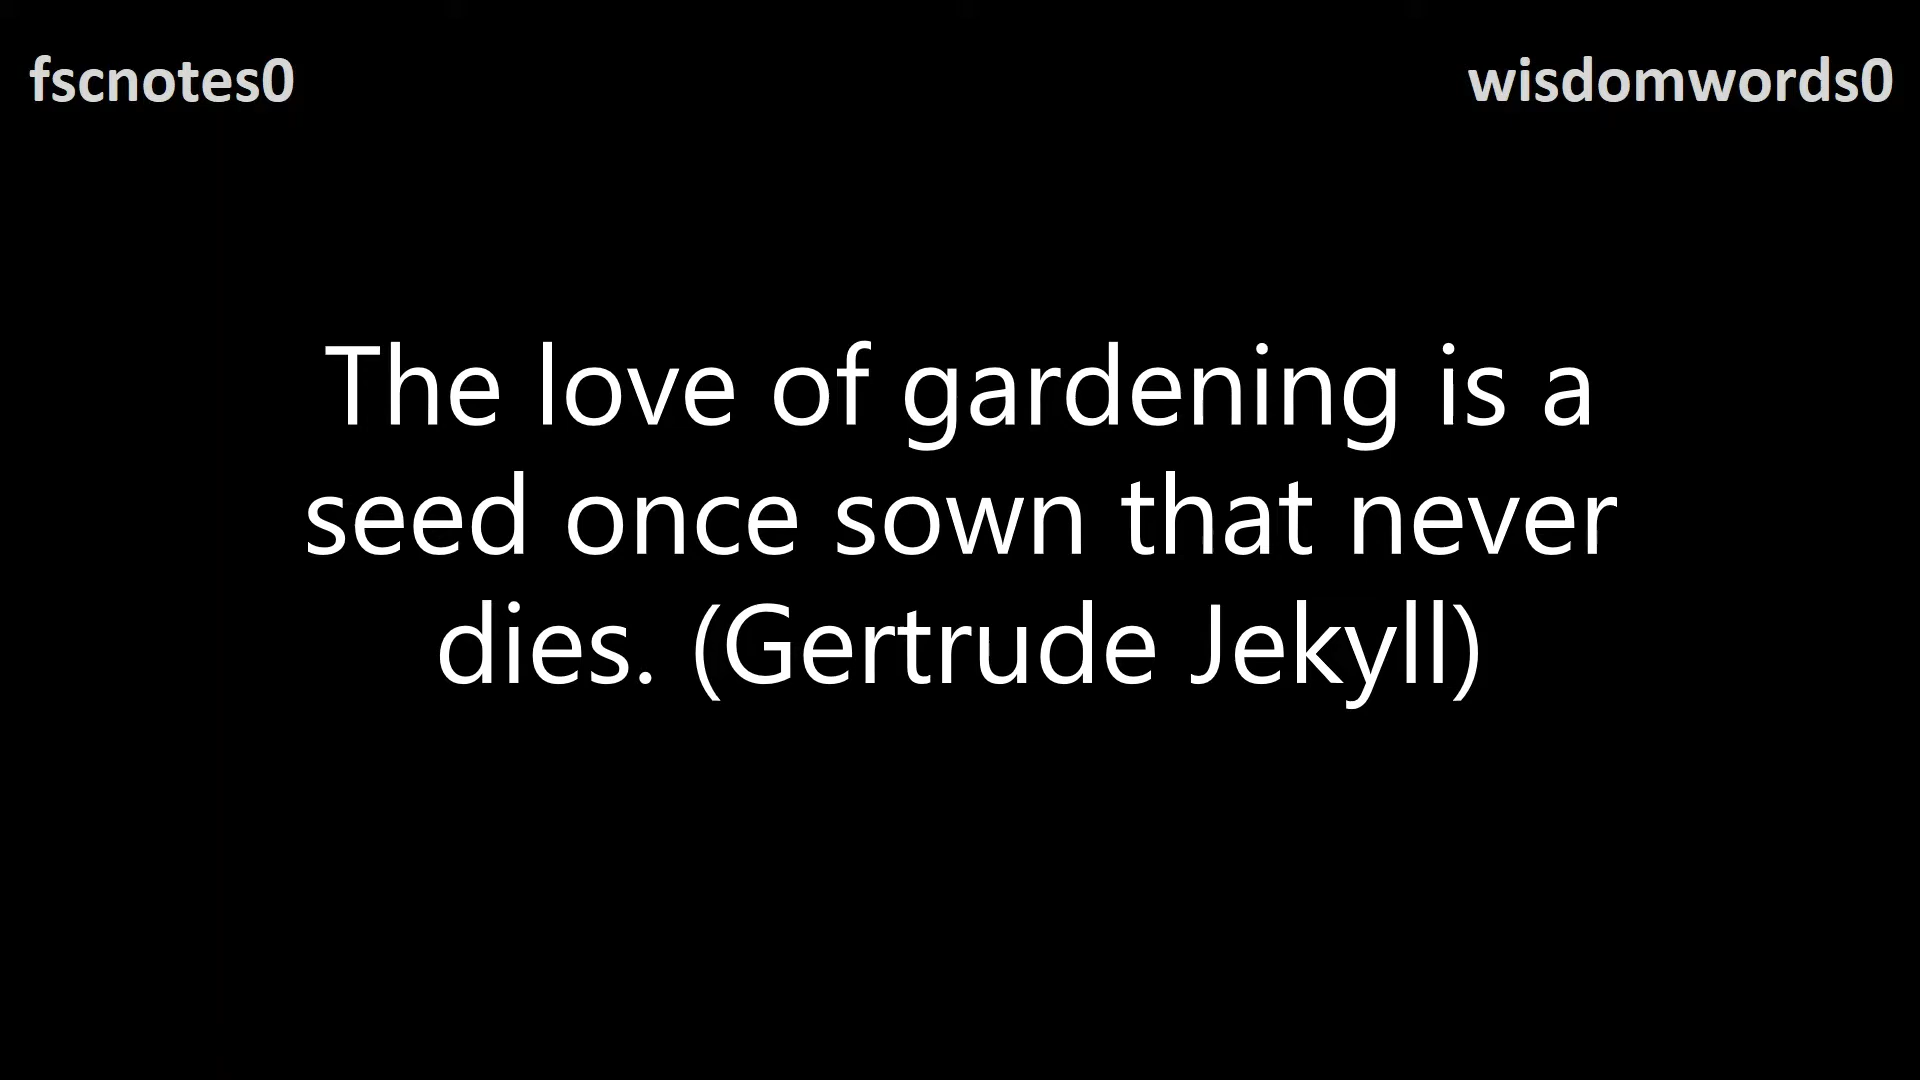 fscnotes0
wisdomwords0
The love of gardening is a
seed once sown that never
dies. (Gertrude Jekyll)